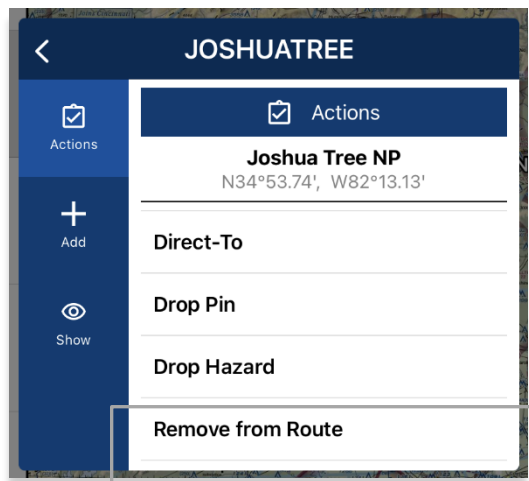 JOSHUATREE
Actions
Actions
Joshua Tree NP
N34°53.74', W82°13.13'
Add
Direct-To
Drop Pin
Show
Drop Hazard
Remove from Route